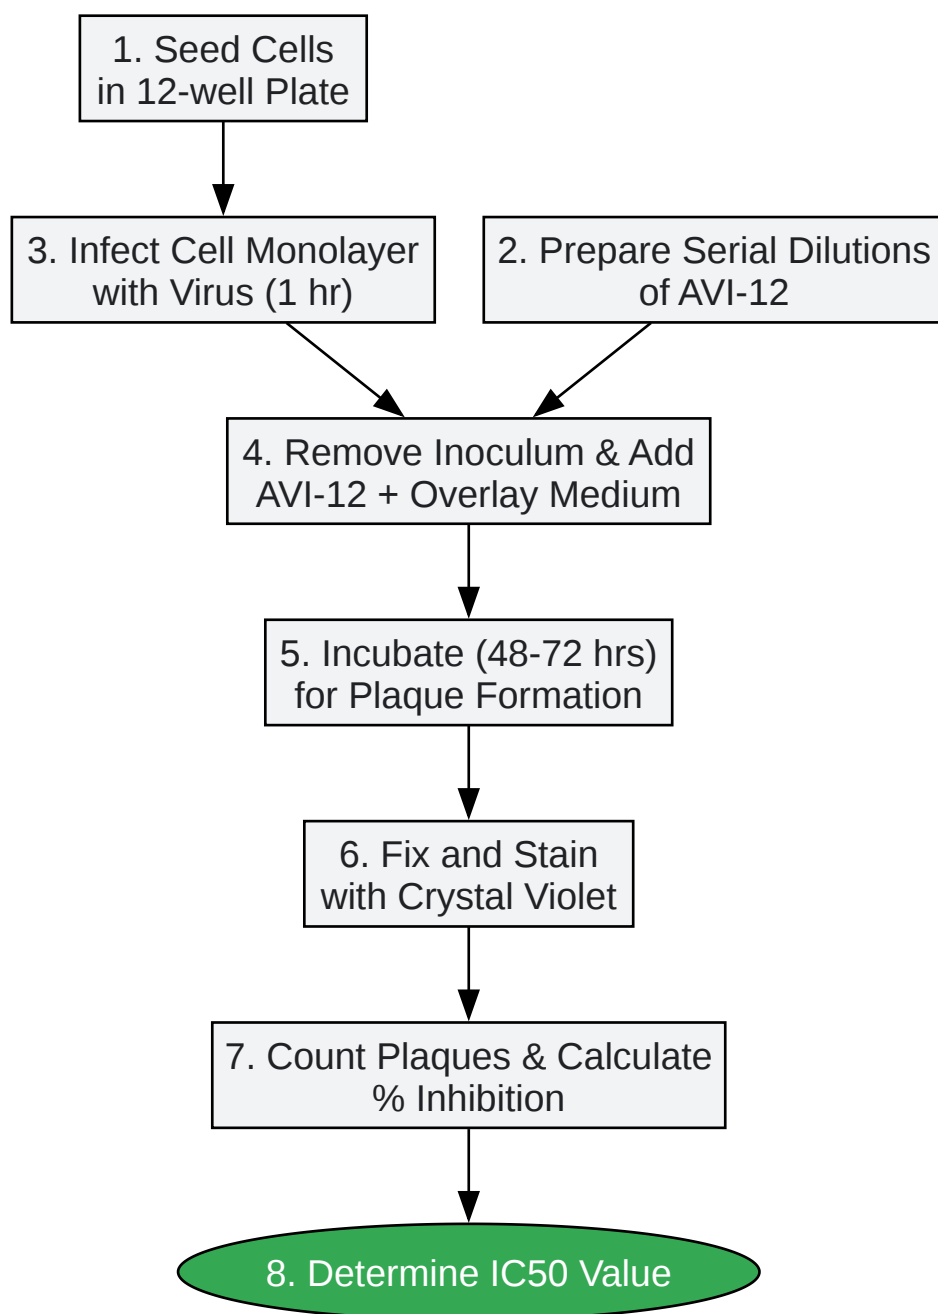 1. Seed Cells
in 12-well Plate
3. Infect Cell Monolayer
with Virus (1 hr)
2. Prepare Serial Dilutions
of AVI-12
4. Remove Inoculum & Add
AVI-12 + Overlay Medium
5. Incubate (48-72 hrs)
for Plaque Formation
6. Fix and Stain
with Crystal Violet
7. Count Plaques & Calculate
% Inhibition
8. Determine IC50 Value